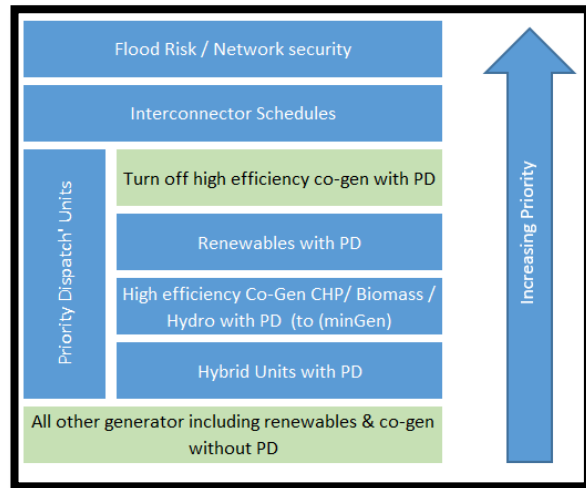 Flood Risk / Network security
Interconnector Schedules
Priority Dispatch' Units
Turn off high efficiency co-gen with PD
Renewables with PD
High efficiency Co-Gen CHP/ Biomass /
Hydro with PD (to (minGen)
Hybrid Units with PD
All other generator including renewables & co-gen
without PD
Increasing Priority